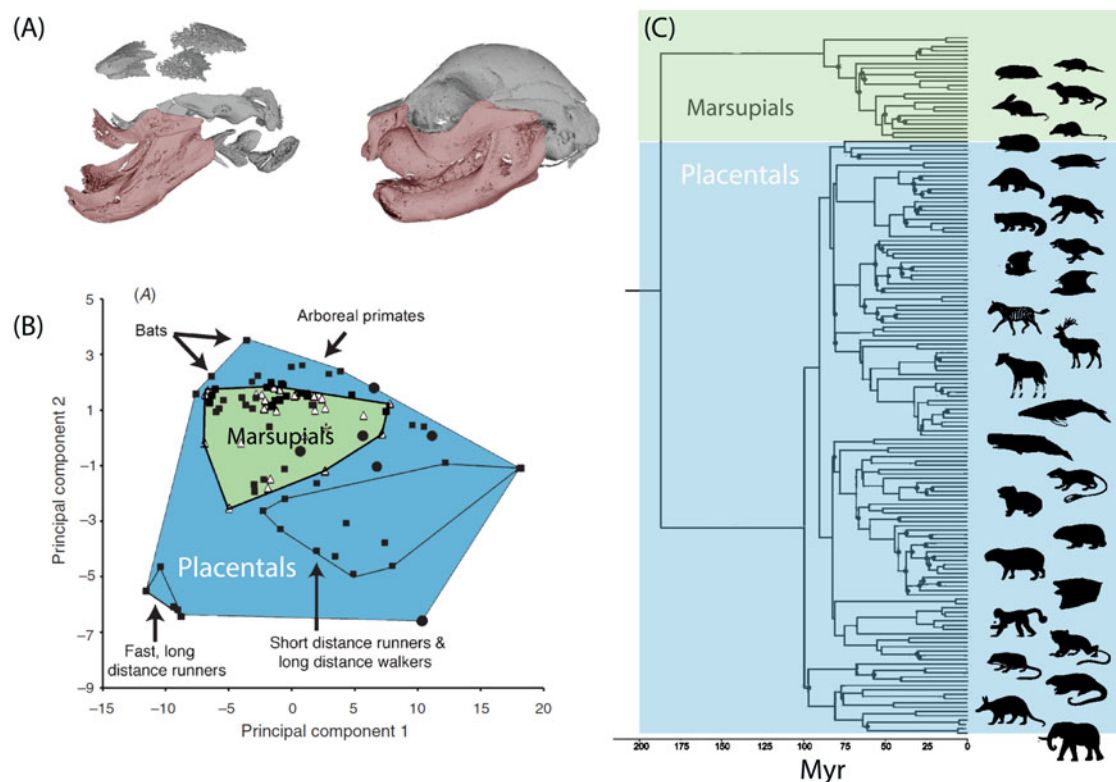 (A)
(B)
(A)
Bats
Arboreal primates
Marsupials
Placentals
Fast, long
distance runners
Short distance runners &
long distance walkers
Principal component 2
5
3
1
−1
−3
−5
−7
−9
−15
−10
−5
0
5
10
15
20
Principal component 1
(C)
Marsupials
Placentals
200
150
100
75
50
25
0
Myr